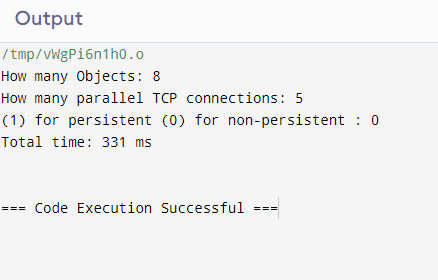 Output
/tmp/vWgPi6n1h0.o
How many Objects: 8
How many parallel TCP connections: 5
(1) for persistent (0) for non-persistent : 0
Total time: 331 ms
=== Code Execution Successful ===